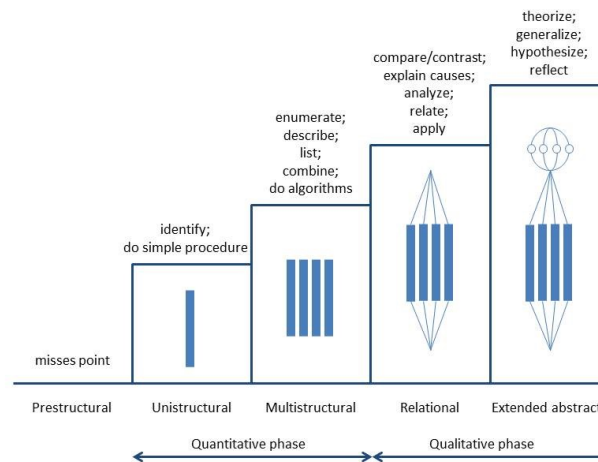 theorize;
generalize;
hypothesize;
reflect
compare/contrast;
explain causes;
analyze;
relate;
apply
enumerate;
describe;
list;
combine;
do algorithms
identify;
do simple procedure
misses point
Prestructural
Unistructural
Multistructural
Relational
Extended abstract
Quantitative phase
Qualitative phase